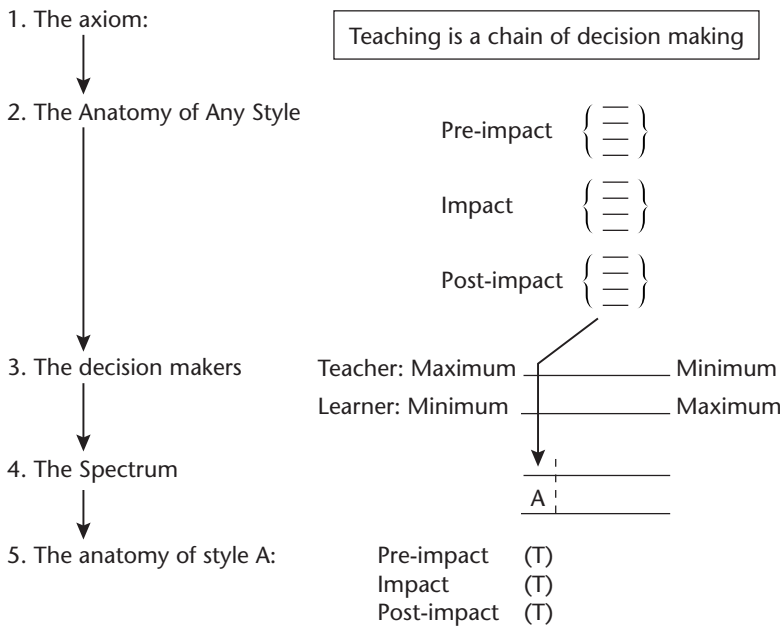 1. The axiom:
Teaching is a chain of decision making
2. The Anatomy of Any Style
Pre-impact
Impact
Post-impact
3. The decision makers
Teacher: Maximum Minimum
Learner: Minimum Maximum
4. The Spectrum
A
5. The anatomy of style A:
Pre-impact (T)
Impact (T)
Post-impact (T)